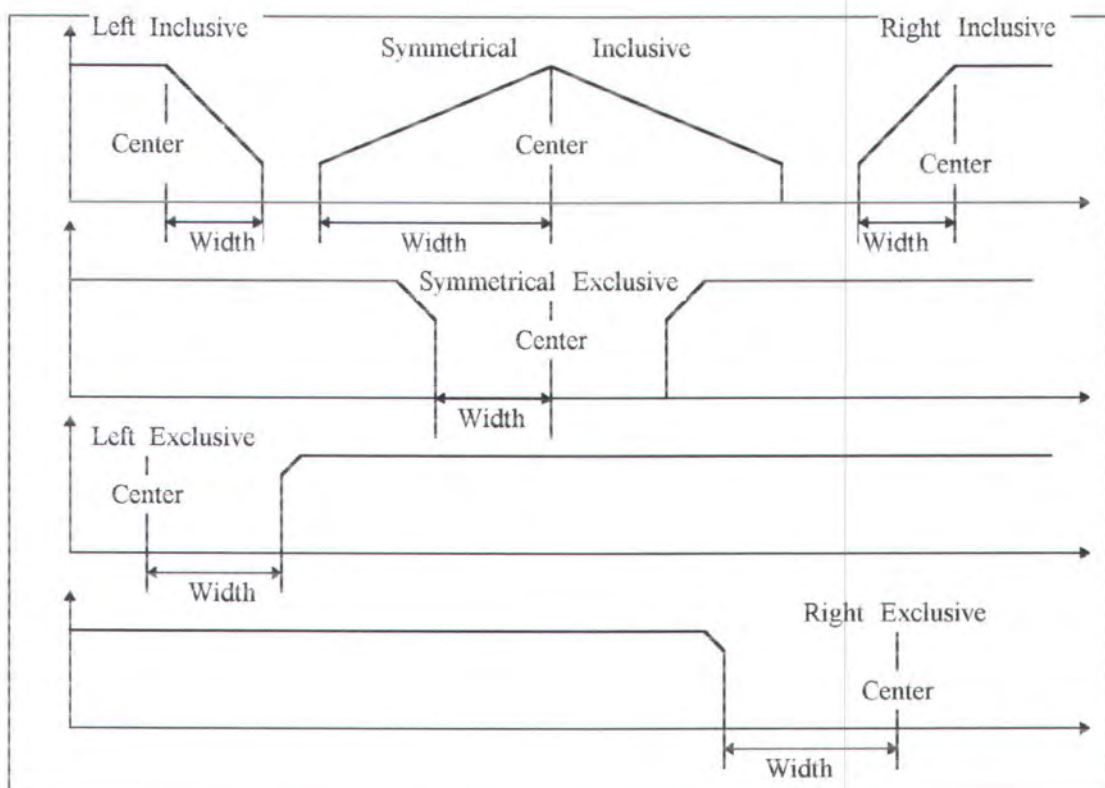 Left Inclusive
Right Inclusive
Symmetrical Inclusive
Center
Center
Center
Width
Width
Width
Symmetrical Exclusive
Center
Width
Left Exclusive
Center
Width
Right Exclusive
Center
Width